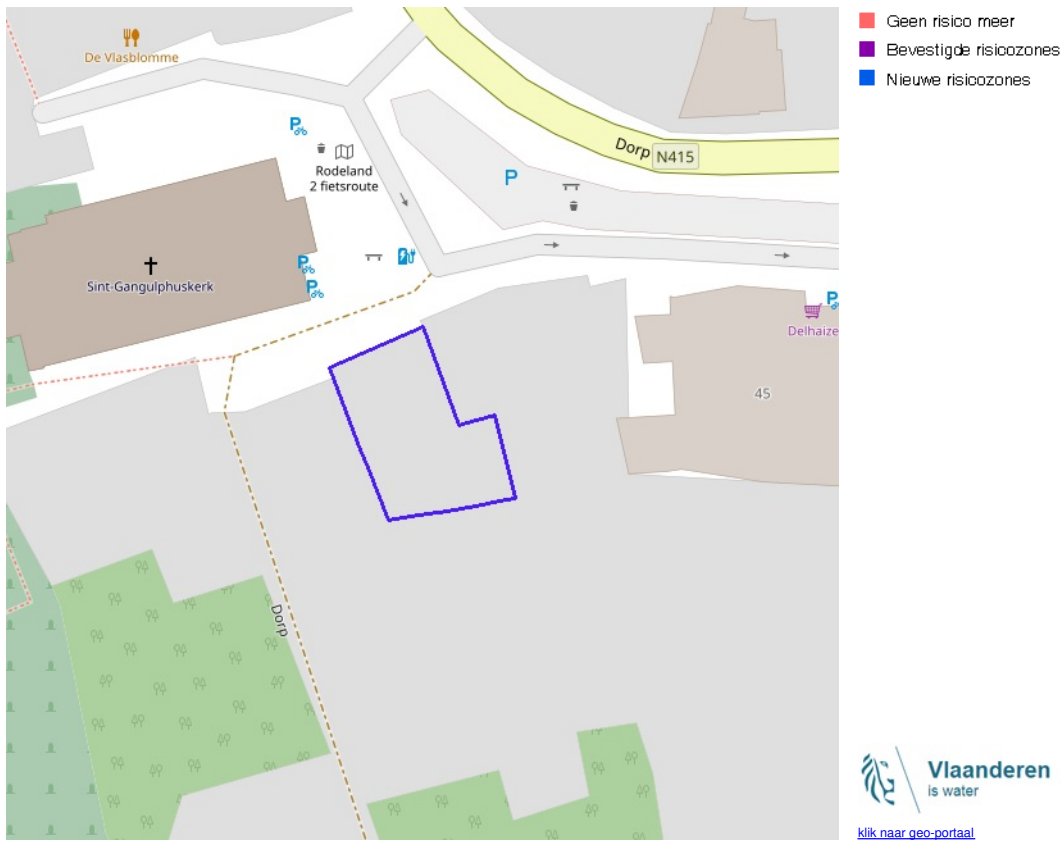 De Vlasblomme
P
Rodeland
2 fietsroute
P
Dorp
N415
Sint-Gangulphuskerk
P
P
P
Delhaize
45
Dorp
Geen risico meer
Bevestigde risicozones
Nieuwe risicozones
Vlaanderen
is water
klik naar geo-portaal